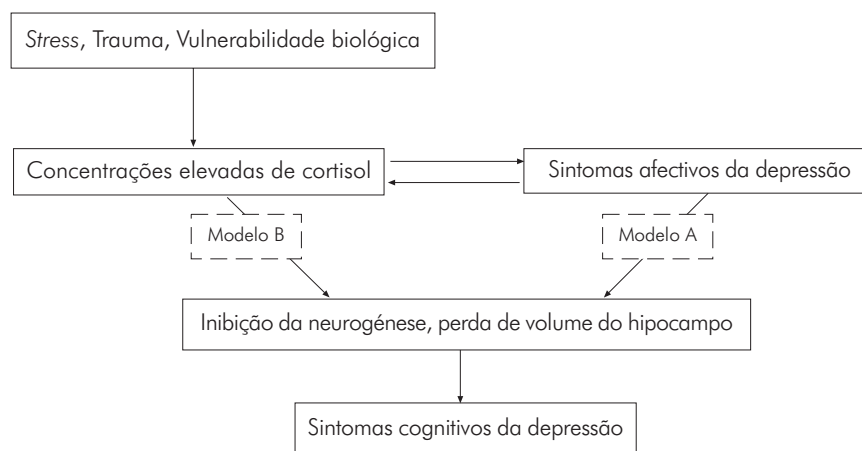 Stress, Trauma, Vulnerabilidade biológica
Concentrações elevadas de cortisol
Sintomas afectivos da depressão
Modelo B
Modelo A
Inibição da neurogénese, perda de volume do hipocampo
Sintomas cognitivos da depressão